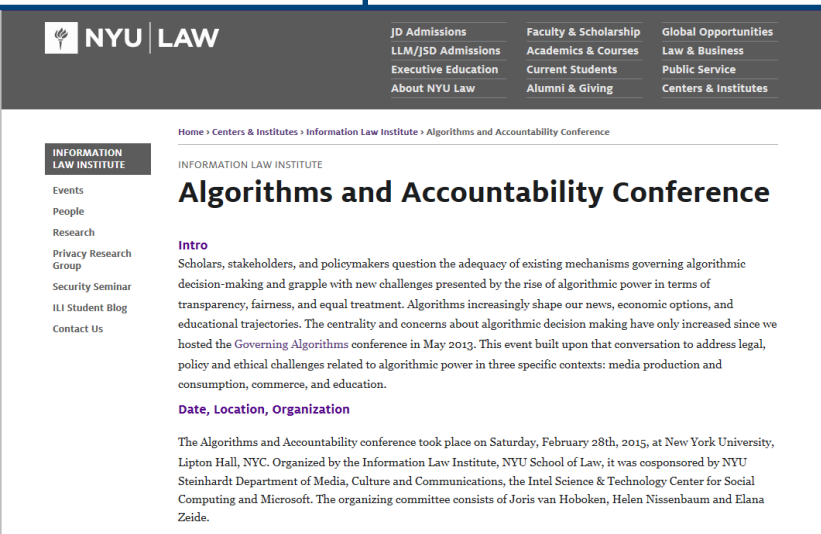 NYU LAW
JD Admissions
LLM/JSD Admissions
Executive Education
About NYU Law
Faculty & Scholarship
Academics & Courses
Current Students
Alumni & Giving
Global Opportunities
Law & Business
Public Service
Centers & Institutes
INFORMATION
LAW INSTITUTE
Events
People
Research
Privacy Research
Group
Security Seminar
ILI Student Blog
Contact Us
Home › Centers & Institutes › Information Law Institute › Algorithms and Accountability Conference
INFORMATION LAW INSTITUTE
Algorithms and Accountability Conference
Intro
Scholars, stakeholders, and policymakers question the adequacy of existing mechanisms governing algorithmic
decision-making and grapple with new challenges presented by the rise of algorithmic power in terms of
transparency, fairness, and equal treatment. Algorithms increasingly shape our news, economic options, and
educational trajectories. The centrality and concerns about algorithmic decision making have only increased since we
hosted the Governing Algorithms conference in May 2013. This event built upon that conversation to address legal,
policy and ethical challenges related to algorithmic power in three specific contexts: media production and
consumption, commerce, and education.
Date, Location, Organization
The Algorithms and Accountability conference took place on Saturday, February 28th, 2015, at New York University,
Lipton Hall, NYC. Organized by the Information Law Institute, NYU School of Law, it was cosponsored by NYU
Steinhardt Department of Media, Culture and Communications, the Intel Science & Technology Center for Social
Computing and Microsoft. The organizing committee consists of Joris van Hoboken, Helen Nissenbaum and Elana
Zeide.